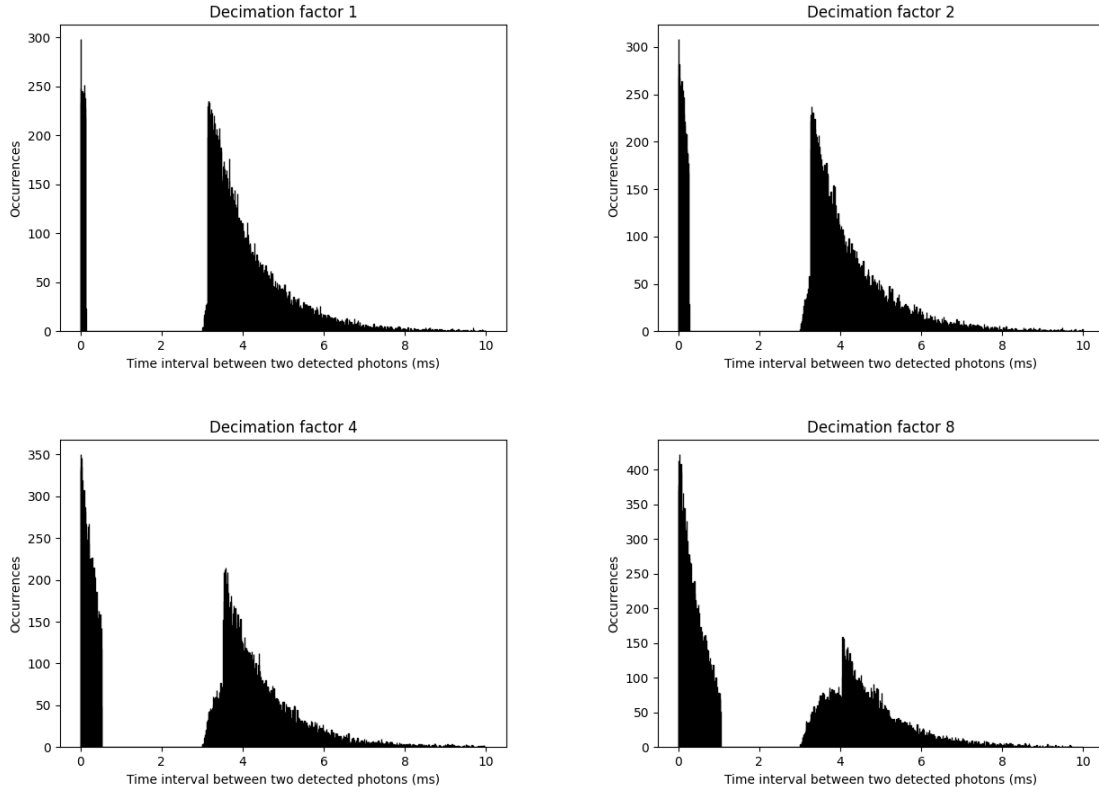 Decimation factor 1
300
250
200
150
100
50
0
Occurrences
0 2 4 6 8 10
Time interval between two detected photons (ms)
Decimation factor 2
300
250
200
150
100
50
0
Occurrences
0 2 4 6 8 10
Time interval between two detected photons (ms)
Decimation factor 4
350
300
250
200
150
100
50
0
Occurrences
0 2 4 6 8 10
Time interval between two detected photons (ms)
Decimation factor 8
400
350
300
250
200
150
100
50
0
Occurrences
0 2 4 6 8 10
Time interval between two detected photons (ms)